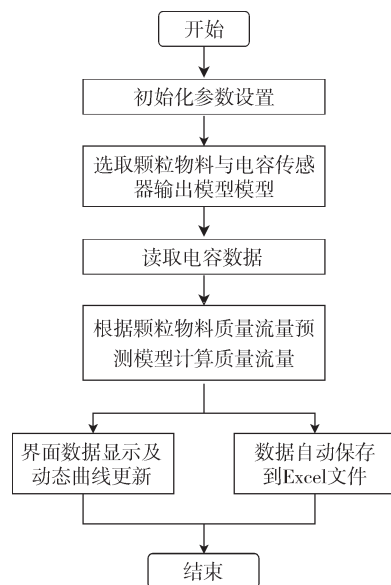 开始
初始化参数设置
选取颗粒物料与电容传感
器输出模型模型
读取电容数据
根据颗粒物料质量流量预
测模型计算质量流量
界面数据显示及
动态曲线更新
数据自动保存
到Excel文件
结束